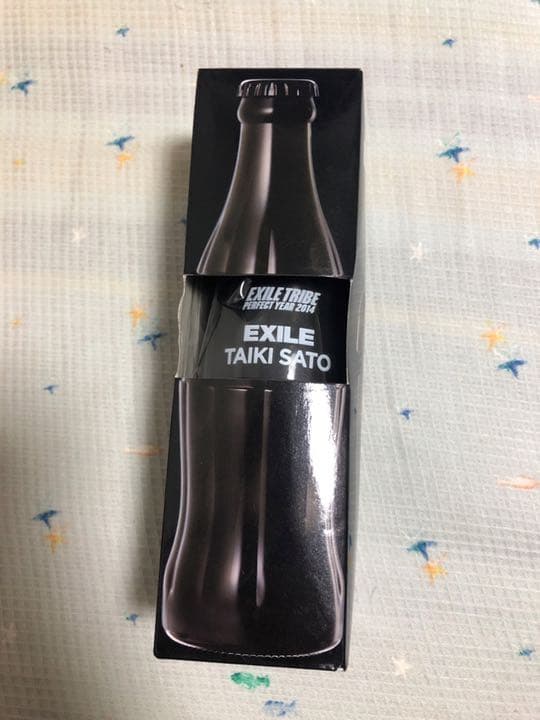 EXILE TRIBE
PERFECT YEAR 2014
EXILE
TAIKI SATO